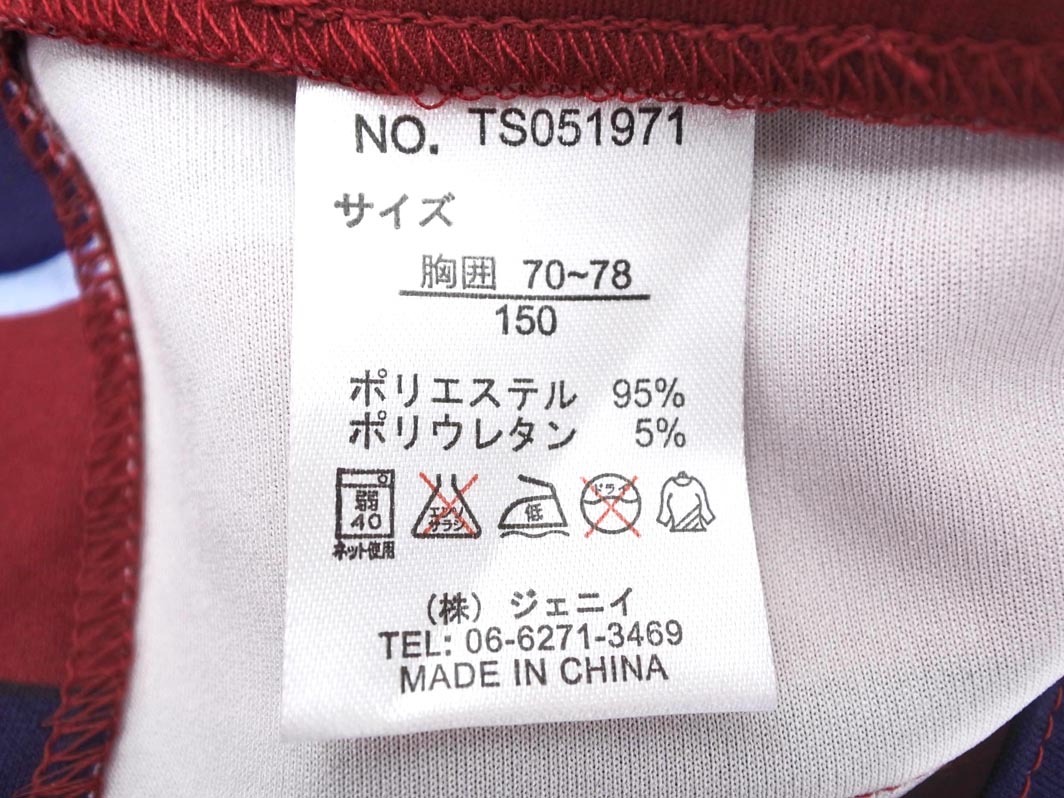 NO. TS051971
サイズ
胸囲 70~78
150
ポリエステル 95%
ポリウレタン 5%
弱 40 エンソサラシ 低 ドライ
ネット使用
(株) ジェニイ
TEL: 06-6271-3469
MADE IN CHINA